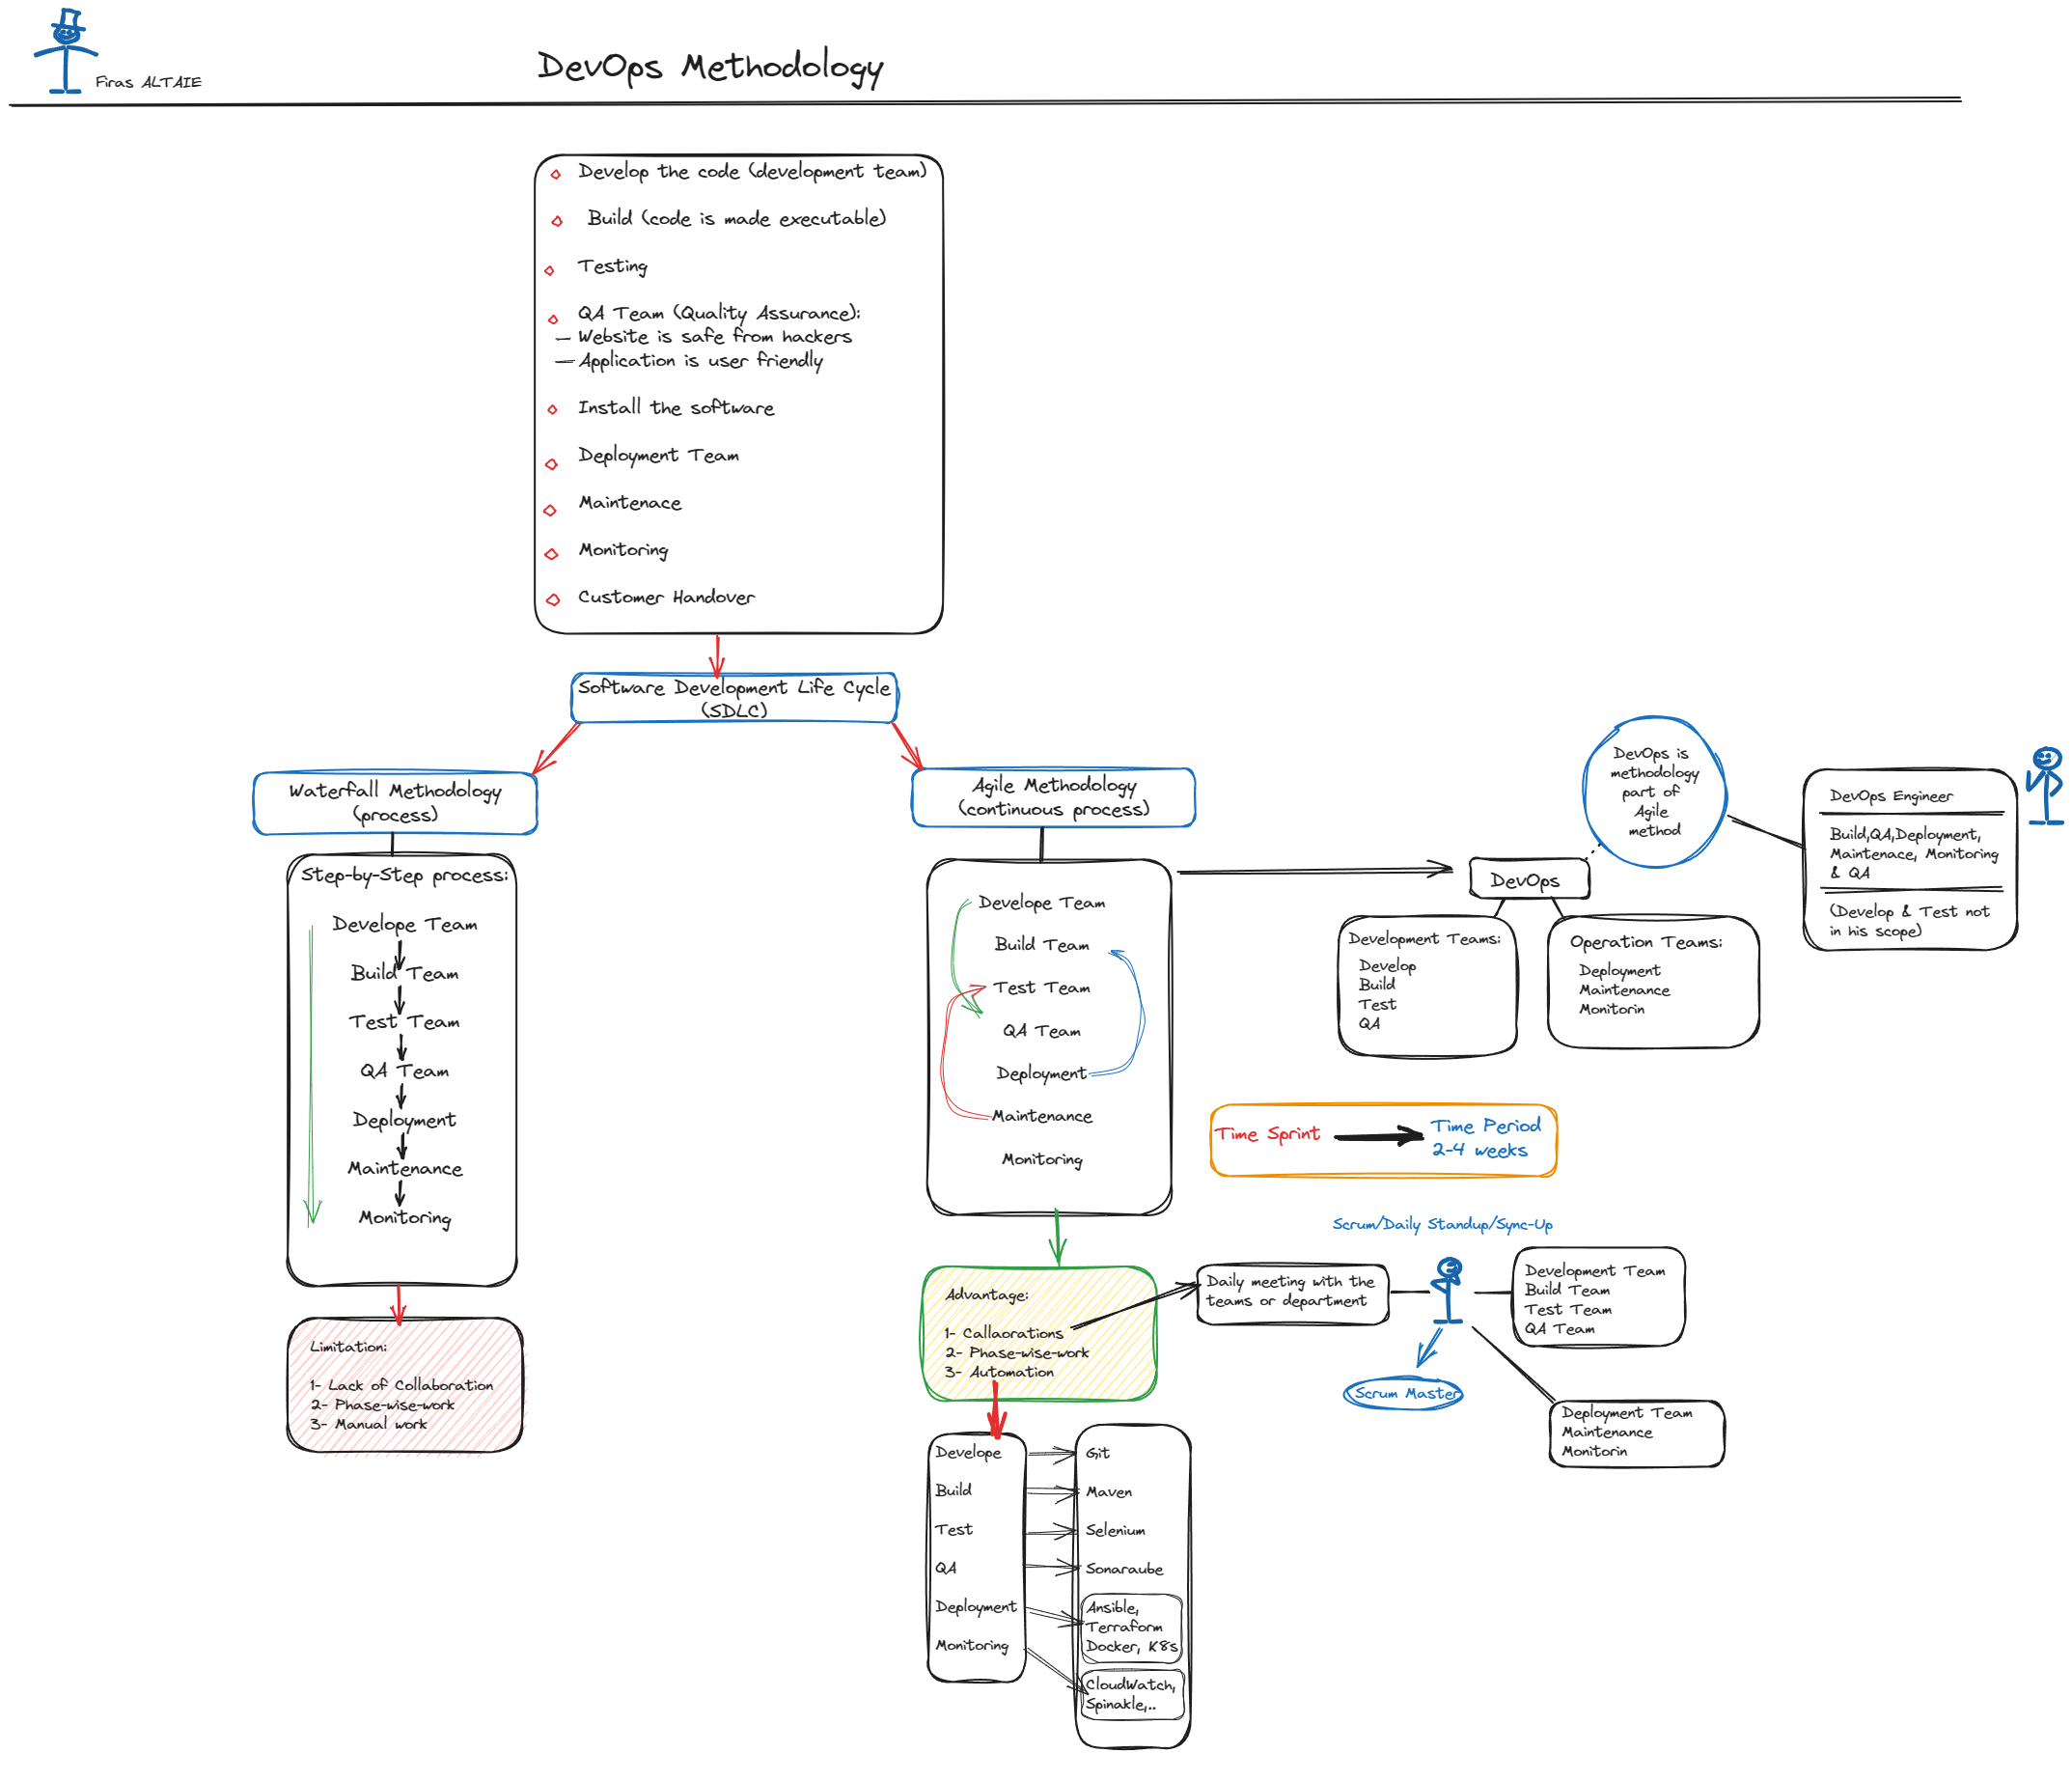 Firas ALTAIE
DevOps Methodology
Develop the code (development team)
Build (code is made executable)
Testing
QA Team (Quality Assurance):
— Website is safe from hackers
— Application is user friendly
Install the software
Deployment Team
Maintenace
Monitoring
Customer Handover
Software Development Life Cycle
(SDLC)
Waterfall Methodology
(process)
Step-by-Step process:
Develope Team
Build Team
Test Team
QA Team
Deployment
Maintenance
Monitoring
Limitation:
1- Lack of Collaboration
2- Phase-wise-work
3- Manual work
Agile Methodology
(continuous process)
Develope Team
Build Team
Test Team
QA Team
Deployment
Maintenance
Monitoring
DevOps is
methodology
part of
Agile
method
DevOps
Development Teams:
Develop
Build
Test
QA
Operation Teams:
Deployment
Maintenance
Monitorin
DevOps Engineer
Build,QA,Deployment,
Maintenace, Monitoring
& QA
(Develop & Test not
in his scope)
Time Sprint
Time Period
2-4 weeks
Scrum/Daily Standup/Sync-Up
Advantage:
1- Callaorations
2- Phase-wise-work
3- Automation
Daily meeting with the
teams or department
Scrum Master
Development Team
Build Team
Test Team
QA Team
Deployment Team
Maintenance
Monitorin
Develope
Build
Test
QA
Deployment
Monitoring
Git
Maven
Selenium
Sonaraube
Ansible,
Terraform
Docker, K8s
CloudWatch,
Spinakle,..